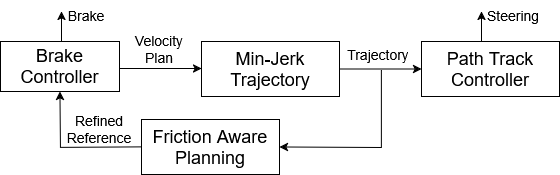 Brake
Steering
Brake
Controller
Velocity
Plan
Min-Jerk
Trajectory
Trajectory
Path Track
Controller
Refined
Reference
Friction Aware
Planning